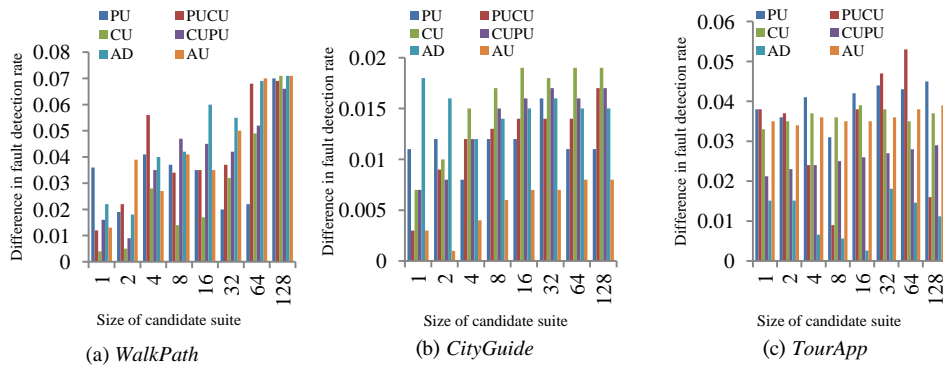 PU PUCU
CU CUPU
AD AU
Difference in fault detection rate
0.08
0.07
0.06
0.05
0.04
0.03
0.02
0.01
0
1 2 4 8 16 32 64 128
Size of candidate suite
(a) WalkPath
PU PUCU
CU CUPU
AD AU
Difference in fault detection rate
0.02
0.015
0.01
0.005
0
1 2 4 8 16 32 64 128
Size of candidate suite
(b) CityGuide
PU PUCU
CU CUPU
AD AU
Difference in fault detection rate
0.06
0.05
0.04
0.03
0.02
0.01
0
1 2 4 8 16 32 64 128
Size of candidate suite
(c) TourApp